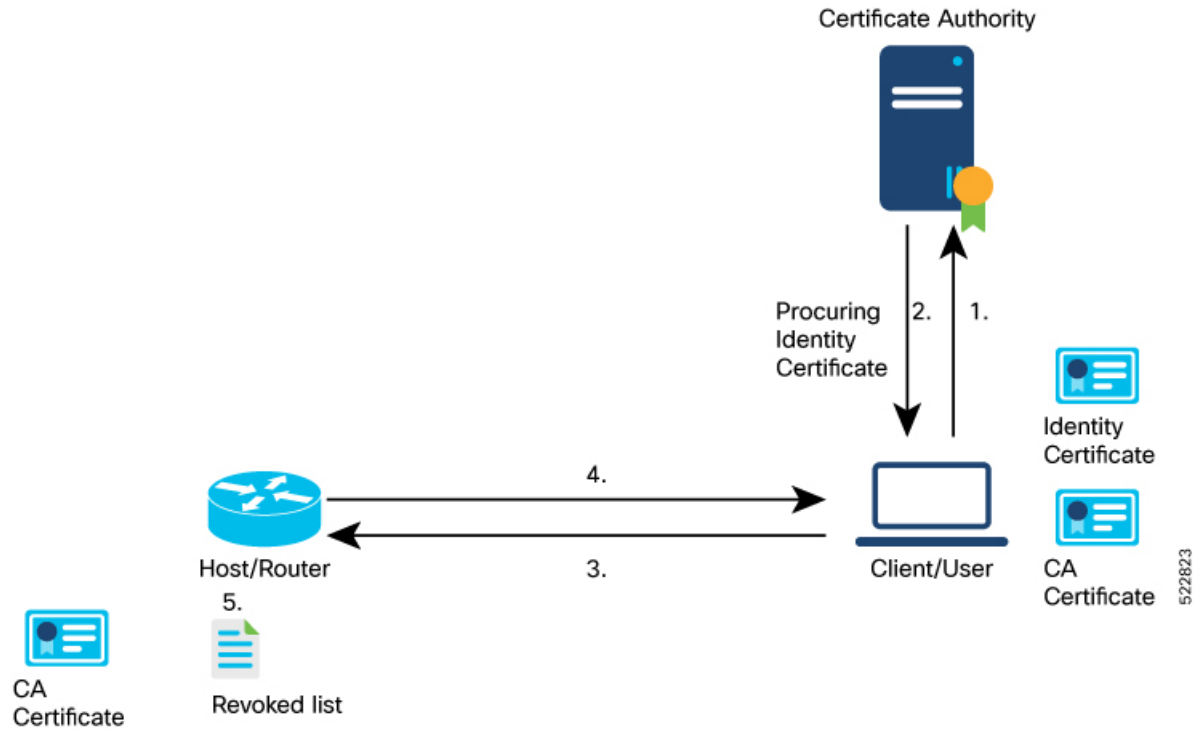 Certificate Authority
Procuring
Identity
Certificate
2.
1.
Identity
Certificate
4.
Host/Router
3.
Client/User
CA
Certificate
522823
5.
CA
Certificate
Revoked list